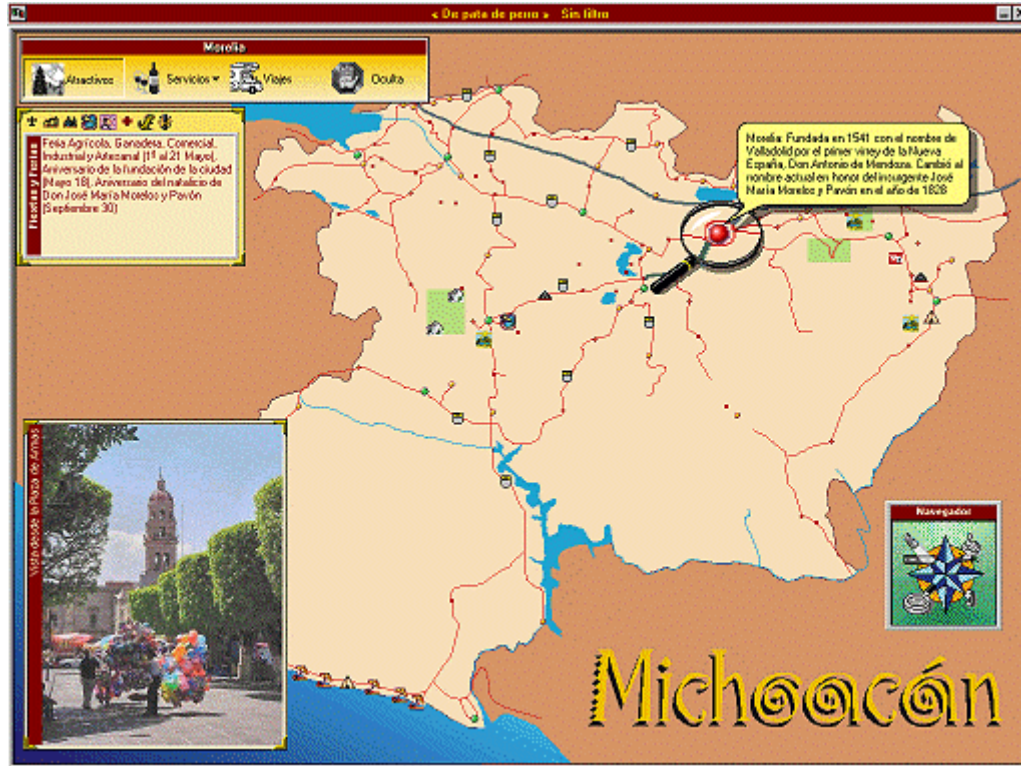 « De pata de perro » Sin filtro
Morelia
Atractivos
Servicios
Viajes
Oculta
Fiestas y Ferias
Feria Agrícola, Ganadera, Comercial,
Industrial y Artesanal (1º al 21 Mayo),
Aniversario de la fundación de la ciudad
(Mayo 18), Aniversario del natalicio de
Don José María Morelos y Pavón
(Septiembre 30)
Morelia: Fundada en 1541 con el nombre de
Valladolid por el primer virrey de la Nueva
España, Don Antonio de Mendoza. Cambió al
nombre actual en honor del insurgente José
María Morelos y Pavón en el año de 1828
Vista desde la Plaza de Armas
Navegador
Michoacán